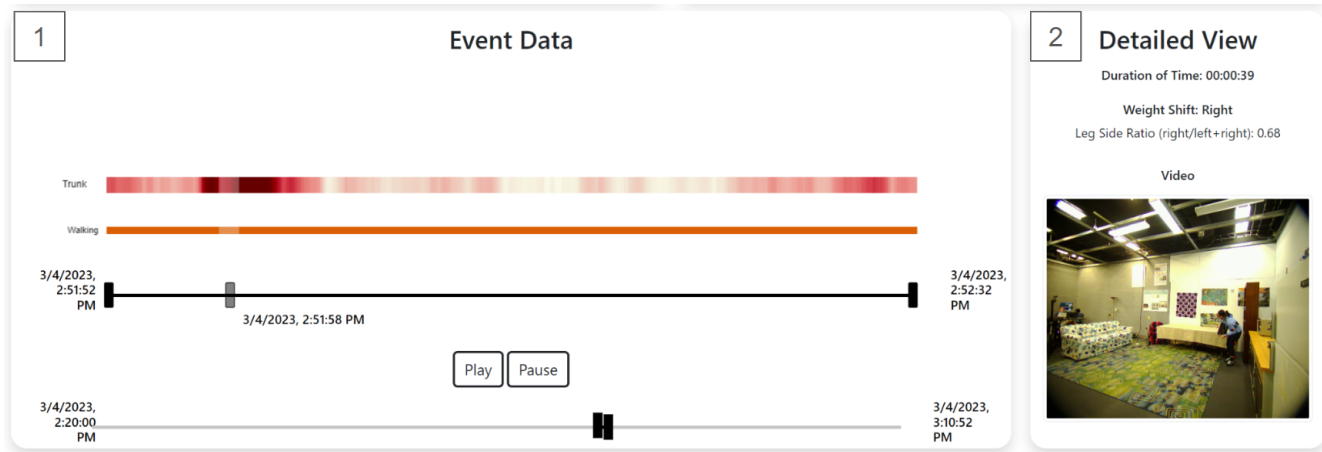 1
Event Data
Trunk
Walking
3/4/2023,
2:51:52
PM
3/4/2023,
2:52:32
PM
3/4/2023, 2:51:58 PM
Play
Pause
3/4/2023,
2:20:00
PM
3/4/2023,
3:10:52
PM
2
Detailed View
Duration of Time: 00:00:39
Weight Shift: Right
Leg Side Ratio (right/left+right): 0.68
Video